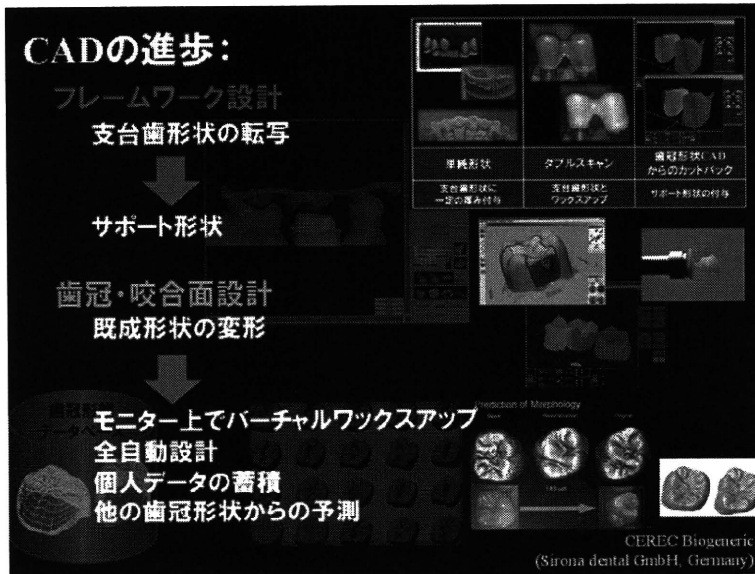 CADの進歩：
フレームワーク設計
支台歯形状の転写
サポート形状
歯冠・咬合面設計
既成形状の変形
モニター上でバーチャルワックスアップ
全自動設計
個人データの蓄積
他の歯冠形状からの予測
単純形状
ダブルスキャン
歯冠形状CAD
からのカットバック
支台歯形状に
一定の厚み付与
支台歯形状と
ワックスアップ
サポート形状の付与
Prediction of Morphology
CEREC Biogeneric
(Sirona dental GmbH, Germany)